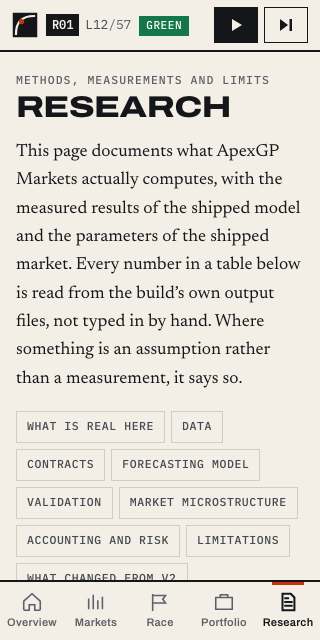 R01 L12/57 GREEN
METHODS, MEASUREMENTS AND LIMITS
RESEARCH
This page documents what ApexGP
Markets actually computes, with the
measured results of the shipped model
and the parameters of the shipped
market. Every number in a table below
is read from the build’s own output
files, not typed in by hand. Where
something is an assumption rather
than a measurement, it says so.
WHAT IS REAL HERE DATA
CONTRACTS FORECASTING MODEL
VALIDATION MARKET MICROSTRUCTURE
ACCOUNTING AND RISK LIMITATIONS
WHAT CHANGED FROM V2
Overview Markets Race Portfolio Research